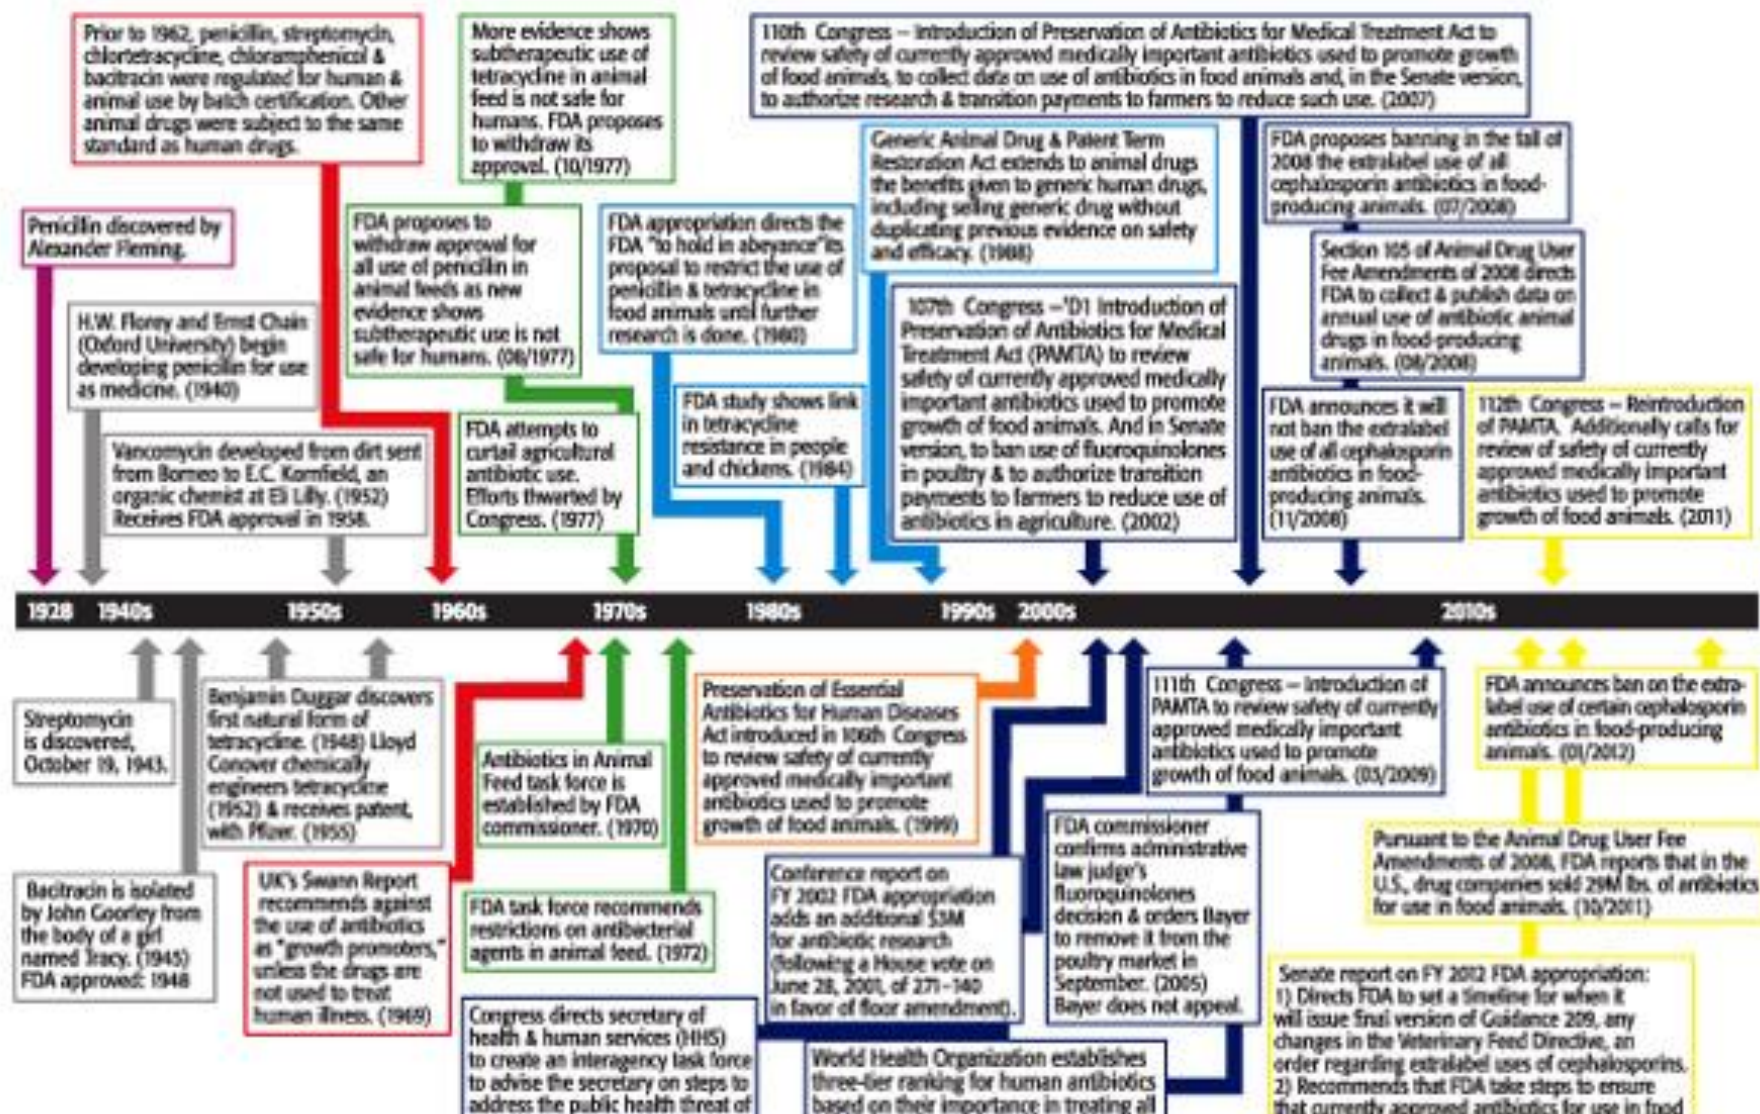 Prior to 1962, penicillin, streptomycin,
chlortetracycline, chloramphenicol &
bacitracin were regulated for human &
animal use by batch certification. Other
animal drugs were subject to the same
standard as human drugs.
More evidence shows
subtherapeutic use of
tetracycline in animal
feed is not safe for
humans. FDA proposes
to withdraw its
approval. (10/1977)
110th Congress – Introduction of Preservation of Antibiotics for Medical Treatment Act to
review safety of currently approved medically important antibiotics used to promote growth
of food animals, to collect data on use of antibiotics in food animals and, in the Senate version,
to authorize research & transition payments to farmers to reduce such use. (2007)
Penicillin discovered by
Alexander Fleming.
FDA proposes to
withdraw approval for
all use of penicillin in
animal feeds as new
evidence shows
subtherapeutic use is not
safe for humans. (08/1977)
FDA appropriation directs the
FDA "to hold in abeyance"its
proposal to restrict the use of
penicillin & tetracycline in
food animals until further
research is done. (1980)
Generic Animal Drug & Patent Term
Restoration Act extends to animal drugs
the benefits given to generic human drugs,
including selling generic drug without
duplicating previous evidence on safety
and efficacy. (1988)
FDA proposes banning in the fall of
2008 the extralabel use of all
cephalosporin antibiotics in food-
producing animals. (07/2008)
Section 105 of Animal Drug User
Fee Amendments of 2008 directs
FDA to collect & publish data on
annual use of antibiotic animal
drugs in food-producing
animals. (08/2008)
H.W. Florey and Ernst Chain
(Oxford University) begin
developing penicillin for use
as medicine. (1940)
107th Congress –'D1 Introduction of
Preservation of Antibiotics for Medical
Treatment Act (PAMTA) to review
safety of currently approved medically
important antibiotics used to promote
growth of food animals. And in Senate
version, to ban use of fluoroquinolones
in poultry & to authorize transition
payments to farmers to reduce use of
antibiotics in agriculture. (2002)
Vancomycin developed from dirt sent
from Borneo to E.C. Kornfield, an
organic chemist at Eli Lilly. (1952)
Receives FDA approval in 1958.
FDA attempts to
curtail agricultural
antibiotic use.
Efforts thwarted by
Congress. (1977)
FDA study shows link
in tetracycline
resistance in people
and chickens. (1984)
FDA announces it will
not ban the extralabel
use of all cephalosporin
antibiotics in food-
producing animals.
(11/2008)
112th Congress – Reintroduction
of PAMTA. Additionally calls for
review of safety of currently
approved medically important
antibiotics used to promote
growth of food animals. (2011)
1928 1940s 1950s 1960s 1970s 1980s 1990s 2000s 2010s
Streptomycin
is discovered,
October 19, 1943.
Benjamin Duggar discovers
first natural form of
tetracycline. (1948) Lloyd
Conover chemically
engineers tetracycline
(1952) & receives patent,
with Pfizer. (1955)
Antibiotics in Animal
Feed task force is
established by FDA
commissioner. (1970)
Preservation of Essential
Antibiotics for Human Diseases
Act introduced in 106th Congress
to review safety of currently
approved medically important
antibiotics used to promote
growth of food animals. (1999)
111th Congress – Introduction of
PAMTA to review safety of currently
approved medically important
antibiotics used to promote
growth of food animals. (03/2009)
FDA announces ban on the extra-
label use of certain cephalosporin
antibiotics in food-producing
animals. (01/2012)
Bacitracin is isolated
by John Goorley from
the body of a girl
named Tracy. (1945)
FDA approved: 1948
UK's Swann Report
recommends against
the use of antibiotics
as "growth promoters,"
unless the drugs are
not used to treat
human illness. (1969)
FDA task force recommends
restrictions on antibacterial
agents in animal feed. (1972)
Conference report on
FY 2002 FDA appropriation
adds an additional $3M
for antibiotic research
(following a House vote on
June 28, 2001, of 271–140
in favor of floor amendment).
FDA commissioner
confirms administrative
law judge's
fluoroquinolones
decision & orders Bayer
to remove it from the
poultry market in
September. (2005)
Bayer does not appeal.
Pursuant to the Animal Drug User Fee
Amendments of 2008, FDA reports that in the
U.S., drug companies sold 29M lbs. of antibiotics
for use in food animals. (10/2011)
Congress directs secretary of
health & human services (HHS)
to create an interagency task force
to advise the secretary on steps to
address the public health threat of
World Health Organization establishes
three-tier ranking for human antibiotics
based on their importance in treating all
Senate report on FY 2012 FDA appropriation:
1) Directs FDA to set a timeline for when it
will issue final version of Guidance 209, any
changes in the Veterinary Feed Directive, an
order regarding extralabel uses of cephalosporins.
2) Recommends that FDA take steps to ensure
that currently approved antibiotics for use in food